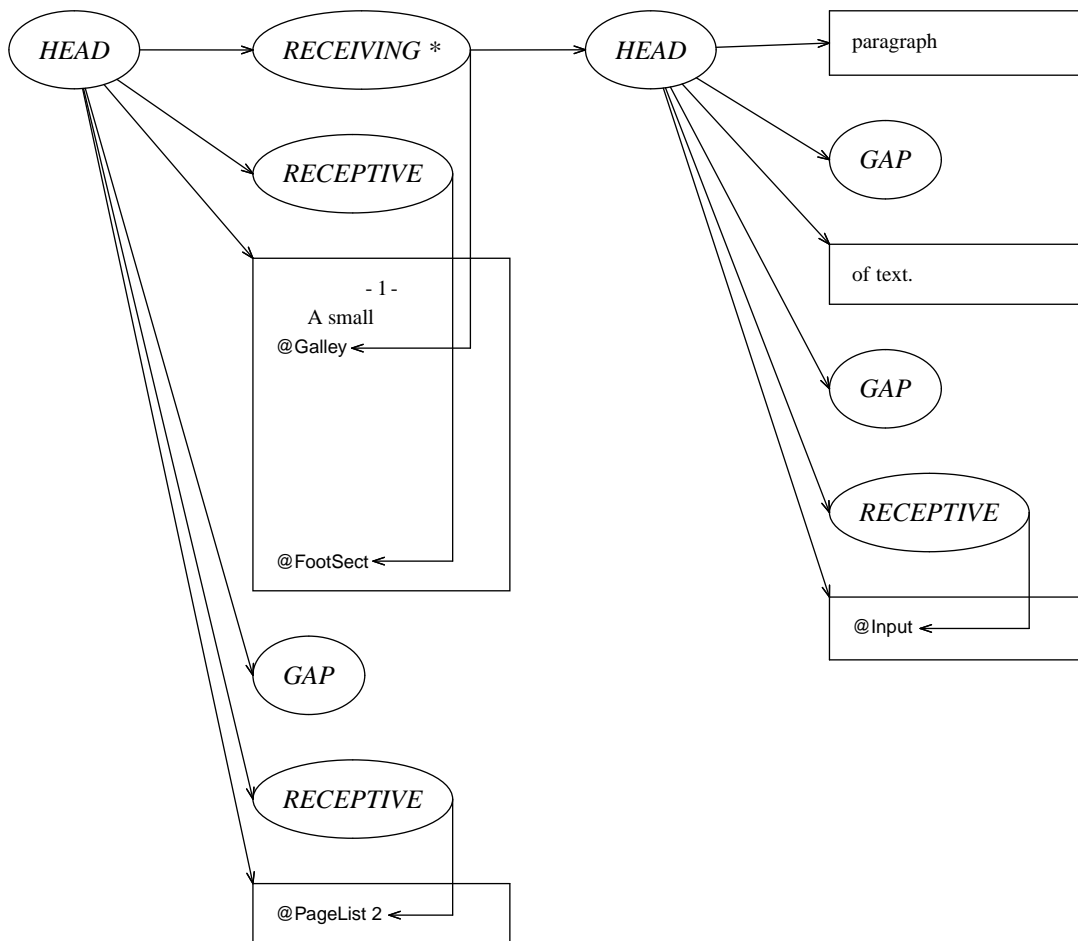 HEAD
RECEIVING *
HEAD
paragraph
RECEPTIVE
GAP
of text.
- 1 -
A small
@Galley
GAP
RECEPTIVE
@FootSect
@Input
GAP
RECEPTIVE
@PageList 2